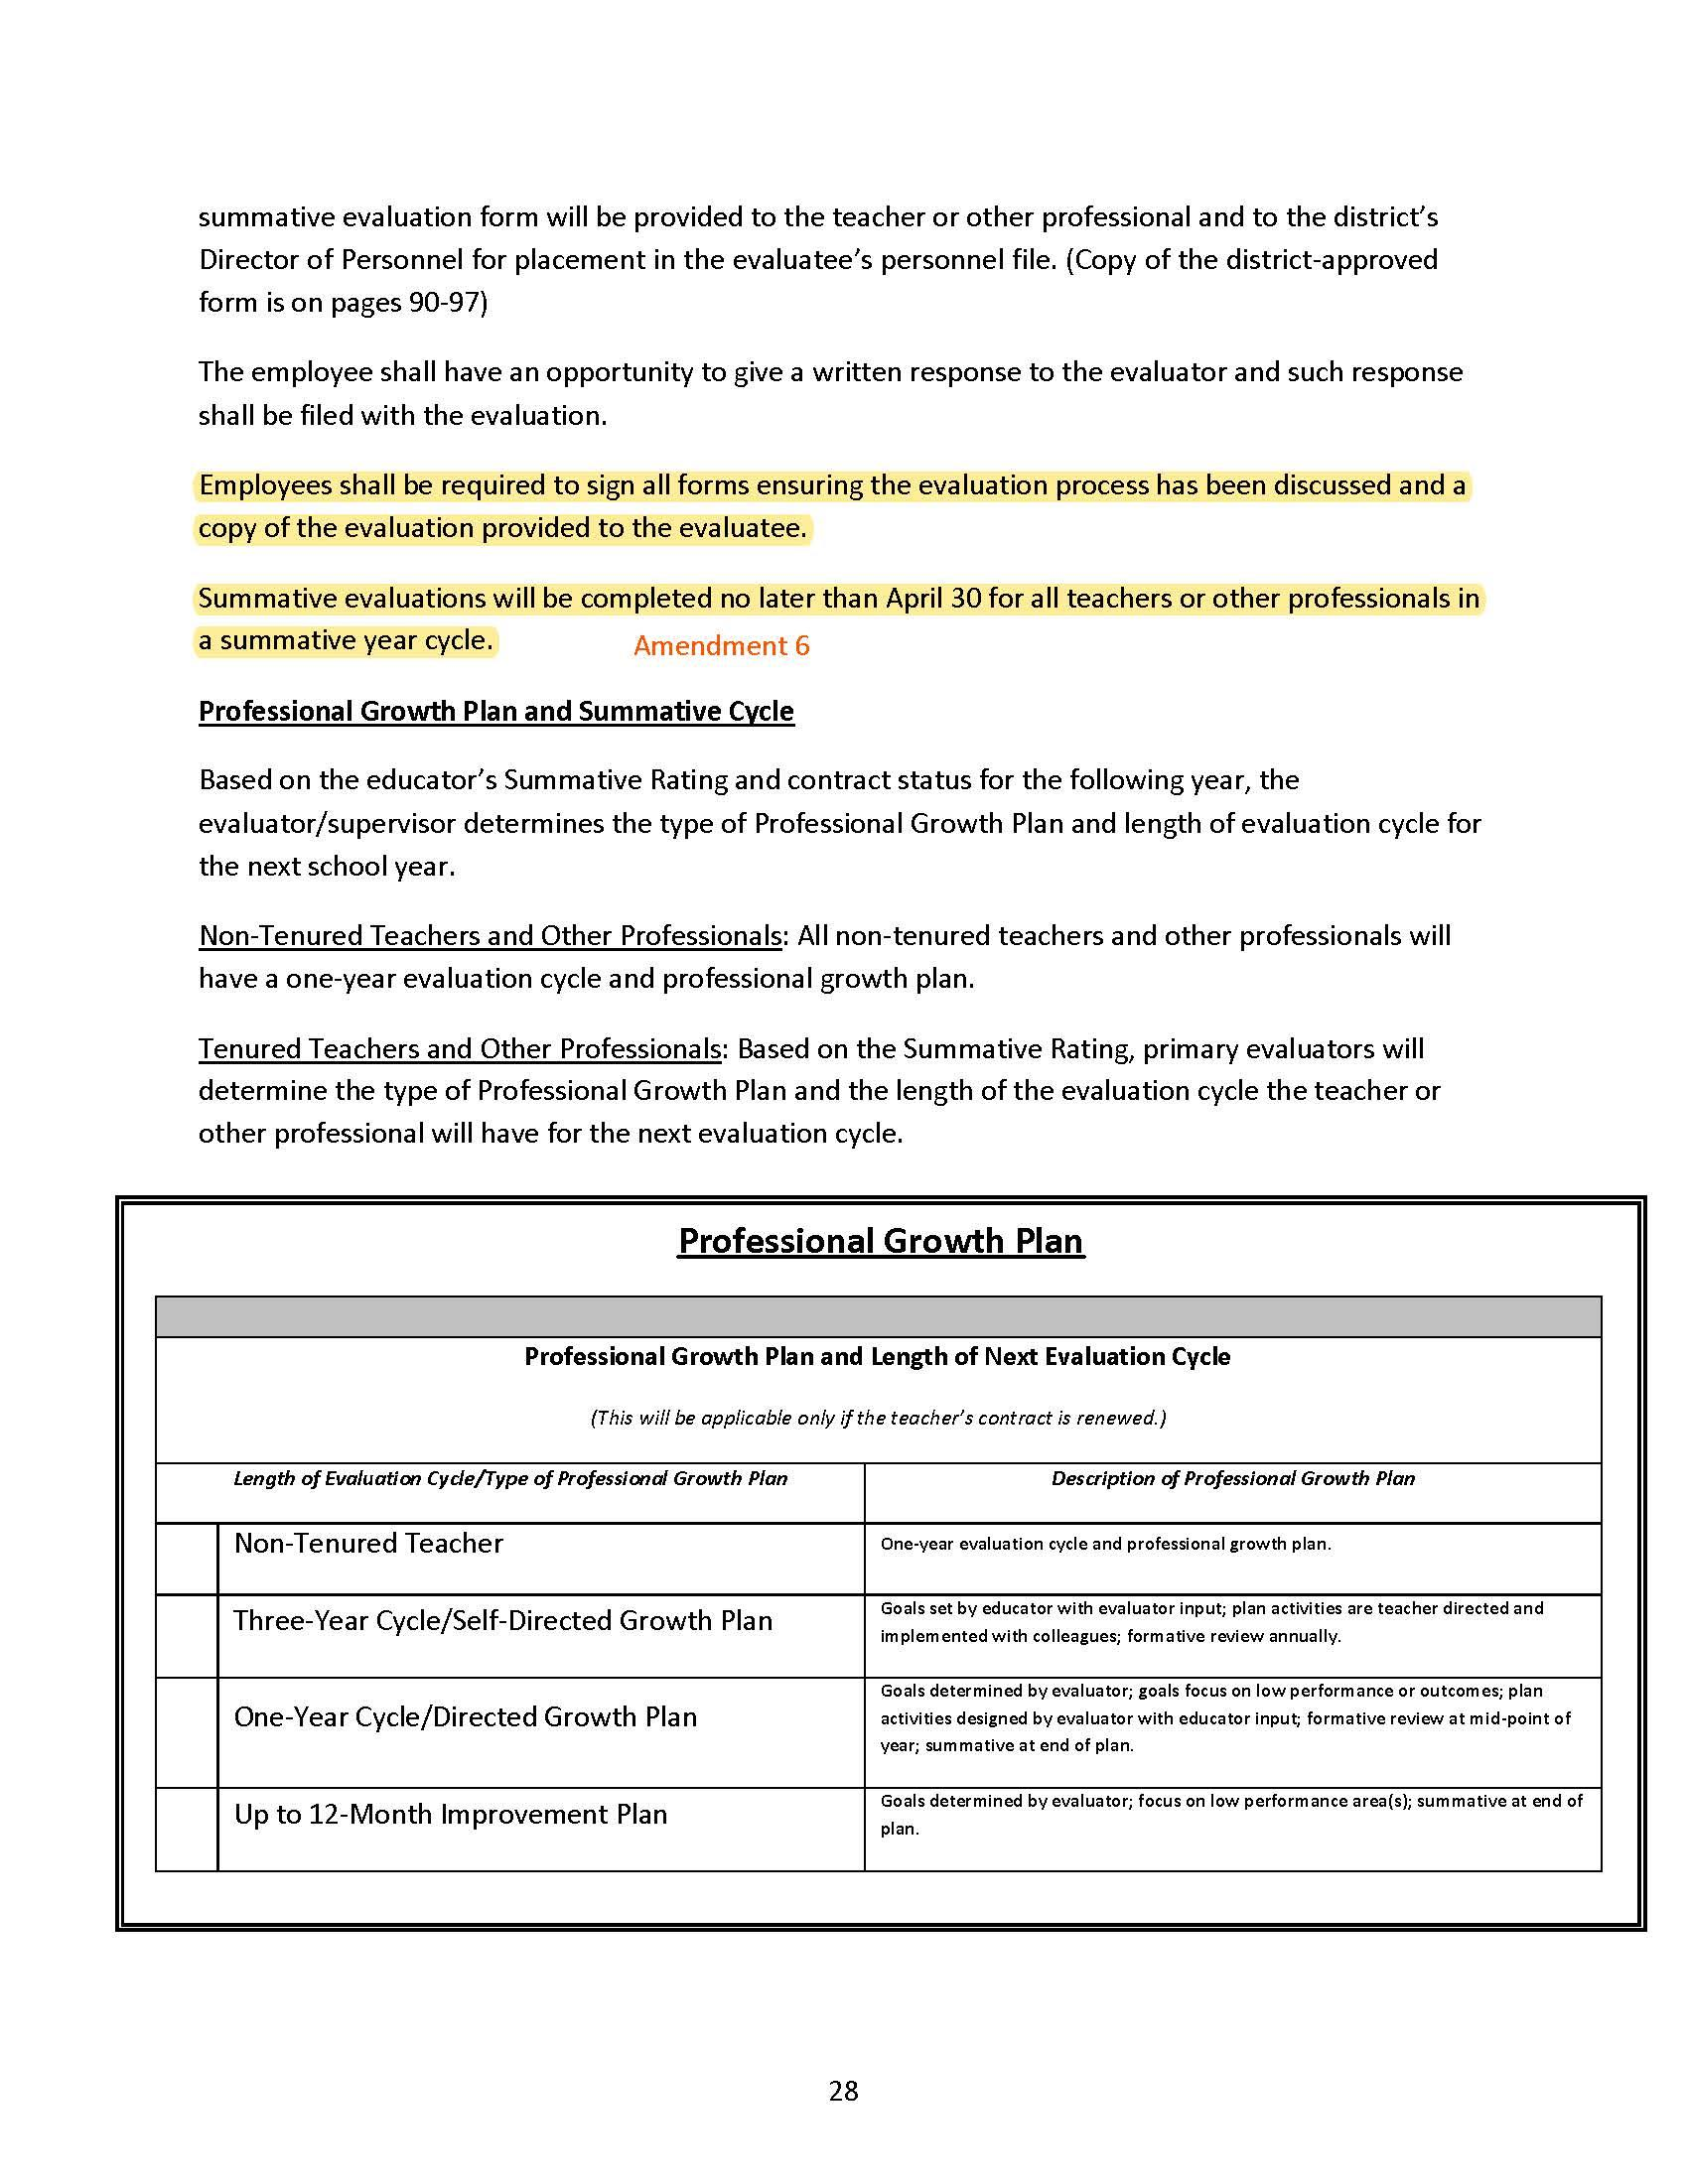 summative evaluation form will be provided to the teacher or other professional and to the district’s
Director of Personnel for placement in the evaluatee’s personnel file. (Copy of the district-approved
form is on pages 90-97)
The employee shall have an opportunity to give a written response to the evaluator and such response
shall be filed with the evaluation.
Employees shall be required to sign all forms ensuring the evaluation process has been discussed and a
copy of the evaluation provided to the evaluatee.
Summative evaluations will be completed no later than April 30 for all teachers or other professionals in
a summative year cycle. Amendment 6
Professional Growth Plan and Summative Cycle
Based on the educator’s Summative Rating and contract status for the following year, the
evaluator/supervisor determines the type of Professional Growth Plan and length of evaluation cycle for
the next school year.
Non-Tenured Teachers and Other Professionals: All non-tenured teachers and other professionals will
have a one-year evaluation cycle and professional growth plan.
Tenured Teachers and Other Professionals: Based on the Summative Rating, primary evaluators will
determine the type of Professional Growth Plan and the length of the evaluation cycle the teacher or
other professional will have for the next evaluation cycle.
Professional Growth Plan
Professional Growth Plan and Length of Next Evaluation Cycle
(This will be applicable only if the teacher’s contract is renewed.)
Length of Evaluation Cycle/Type of Professional Growth Plan
Description of Professional Growth Plan
Non-Tenured Teacher
One-year evaluation cycle and professional growth plan.
Three-Year Cycle/Self-Directed Growth Plan
Goals set by educator with evaluator input; plan activities are teacher directed and
implemented with colleagues; formative review annually.
One-Year Cycle/Directed Growth Plan
Goals determined by evaluator; goals focus on low performance or outcomes; plan
activities designed by evaluator with educator input; formative review at mid-point of
year; summative at end of plan.
Up to 12-Month Improvement Plan
Goals determined by evaluator; focus on low performance area(s); summative at end of
plan.
28